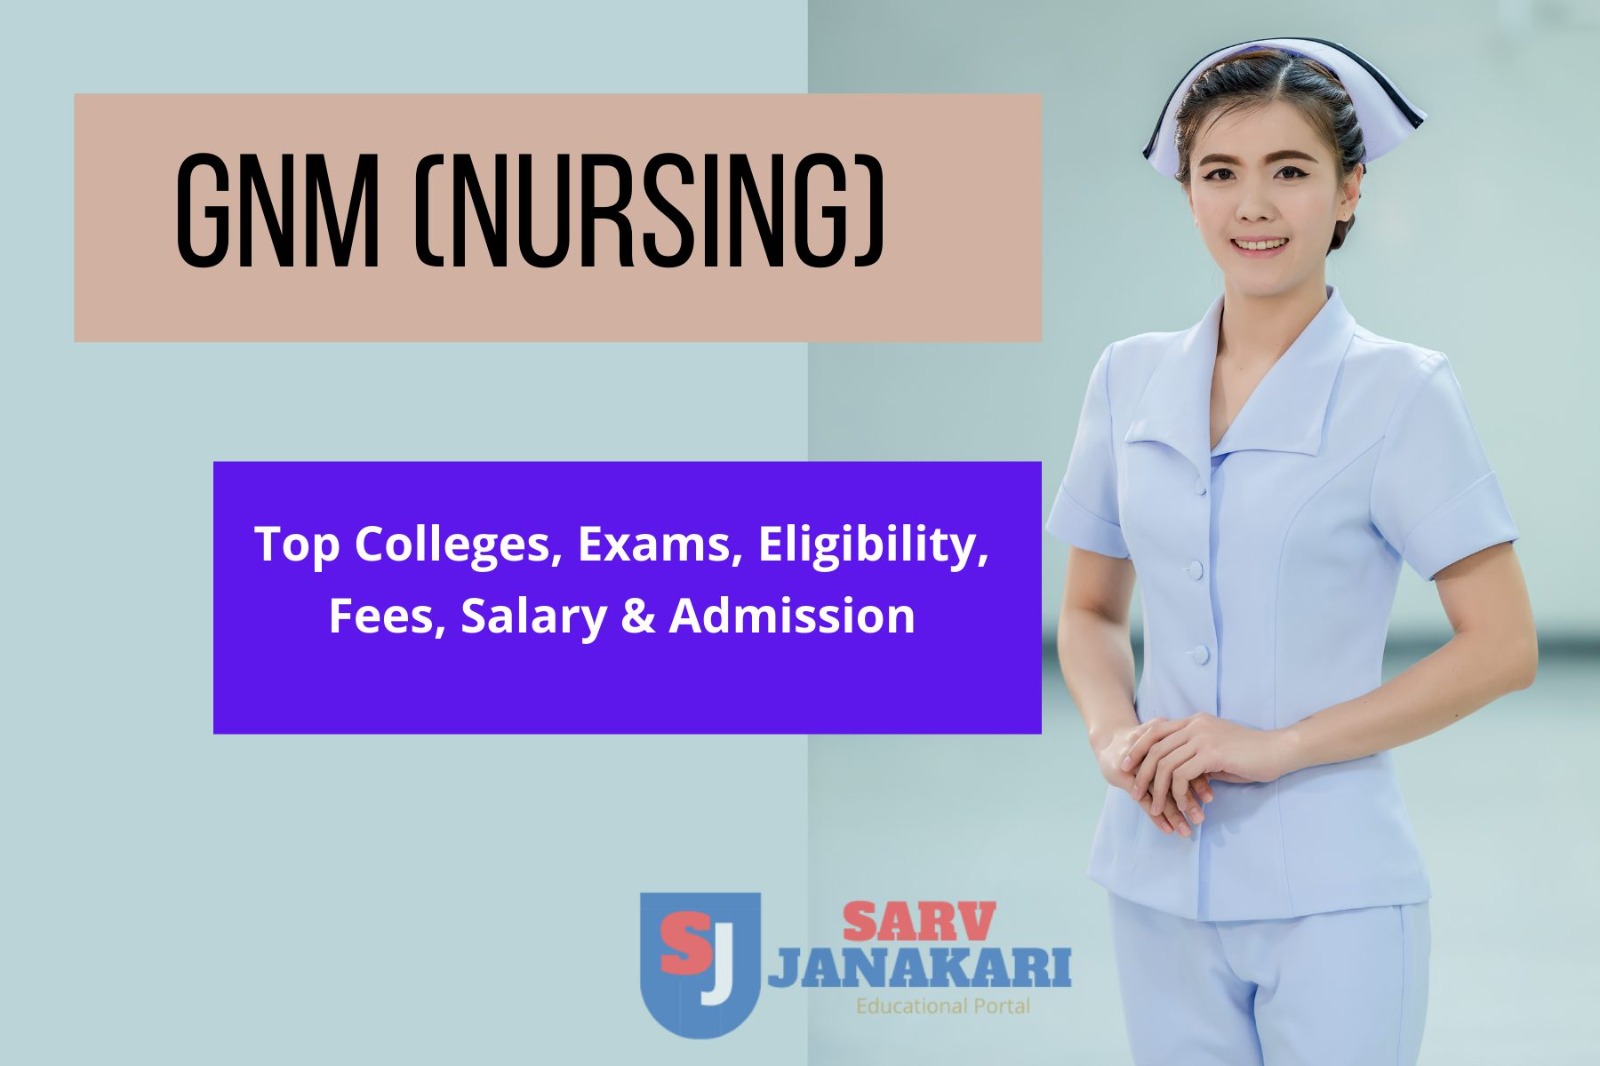 GNM (NURSING)
Top Colleges, Exams, Eligibility,
Fees, Salary & Admission
SJ
SARV
JANAKARI
Educational Portal